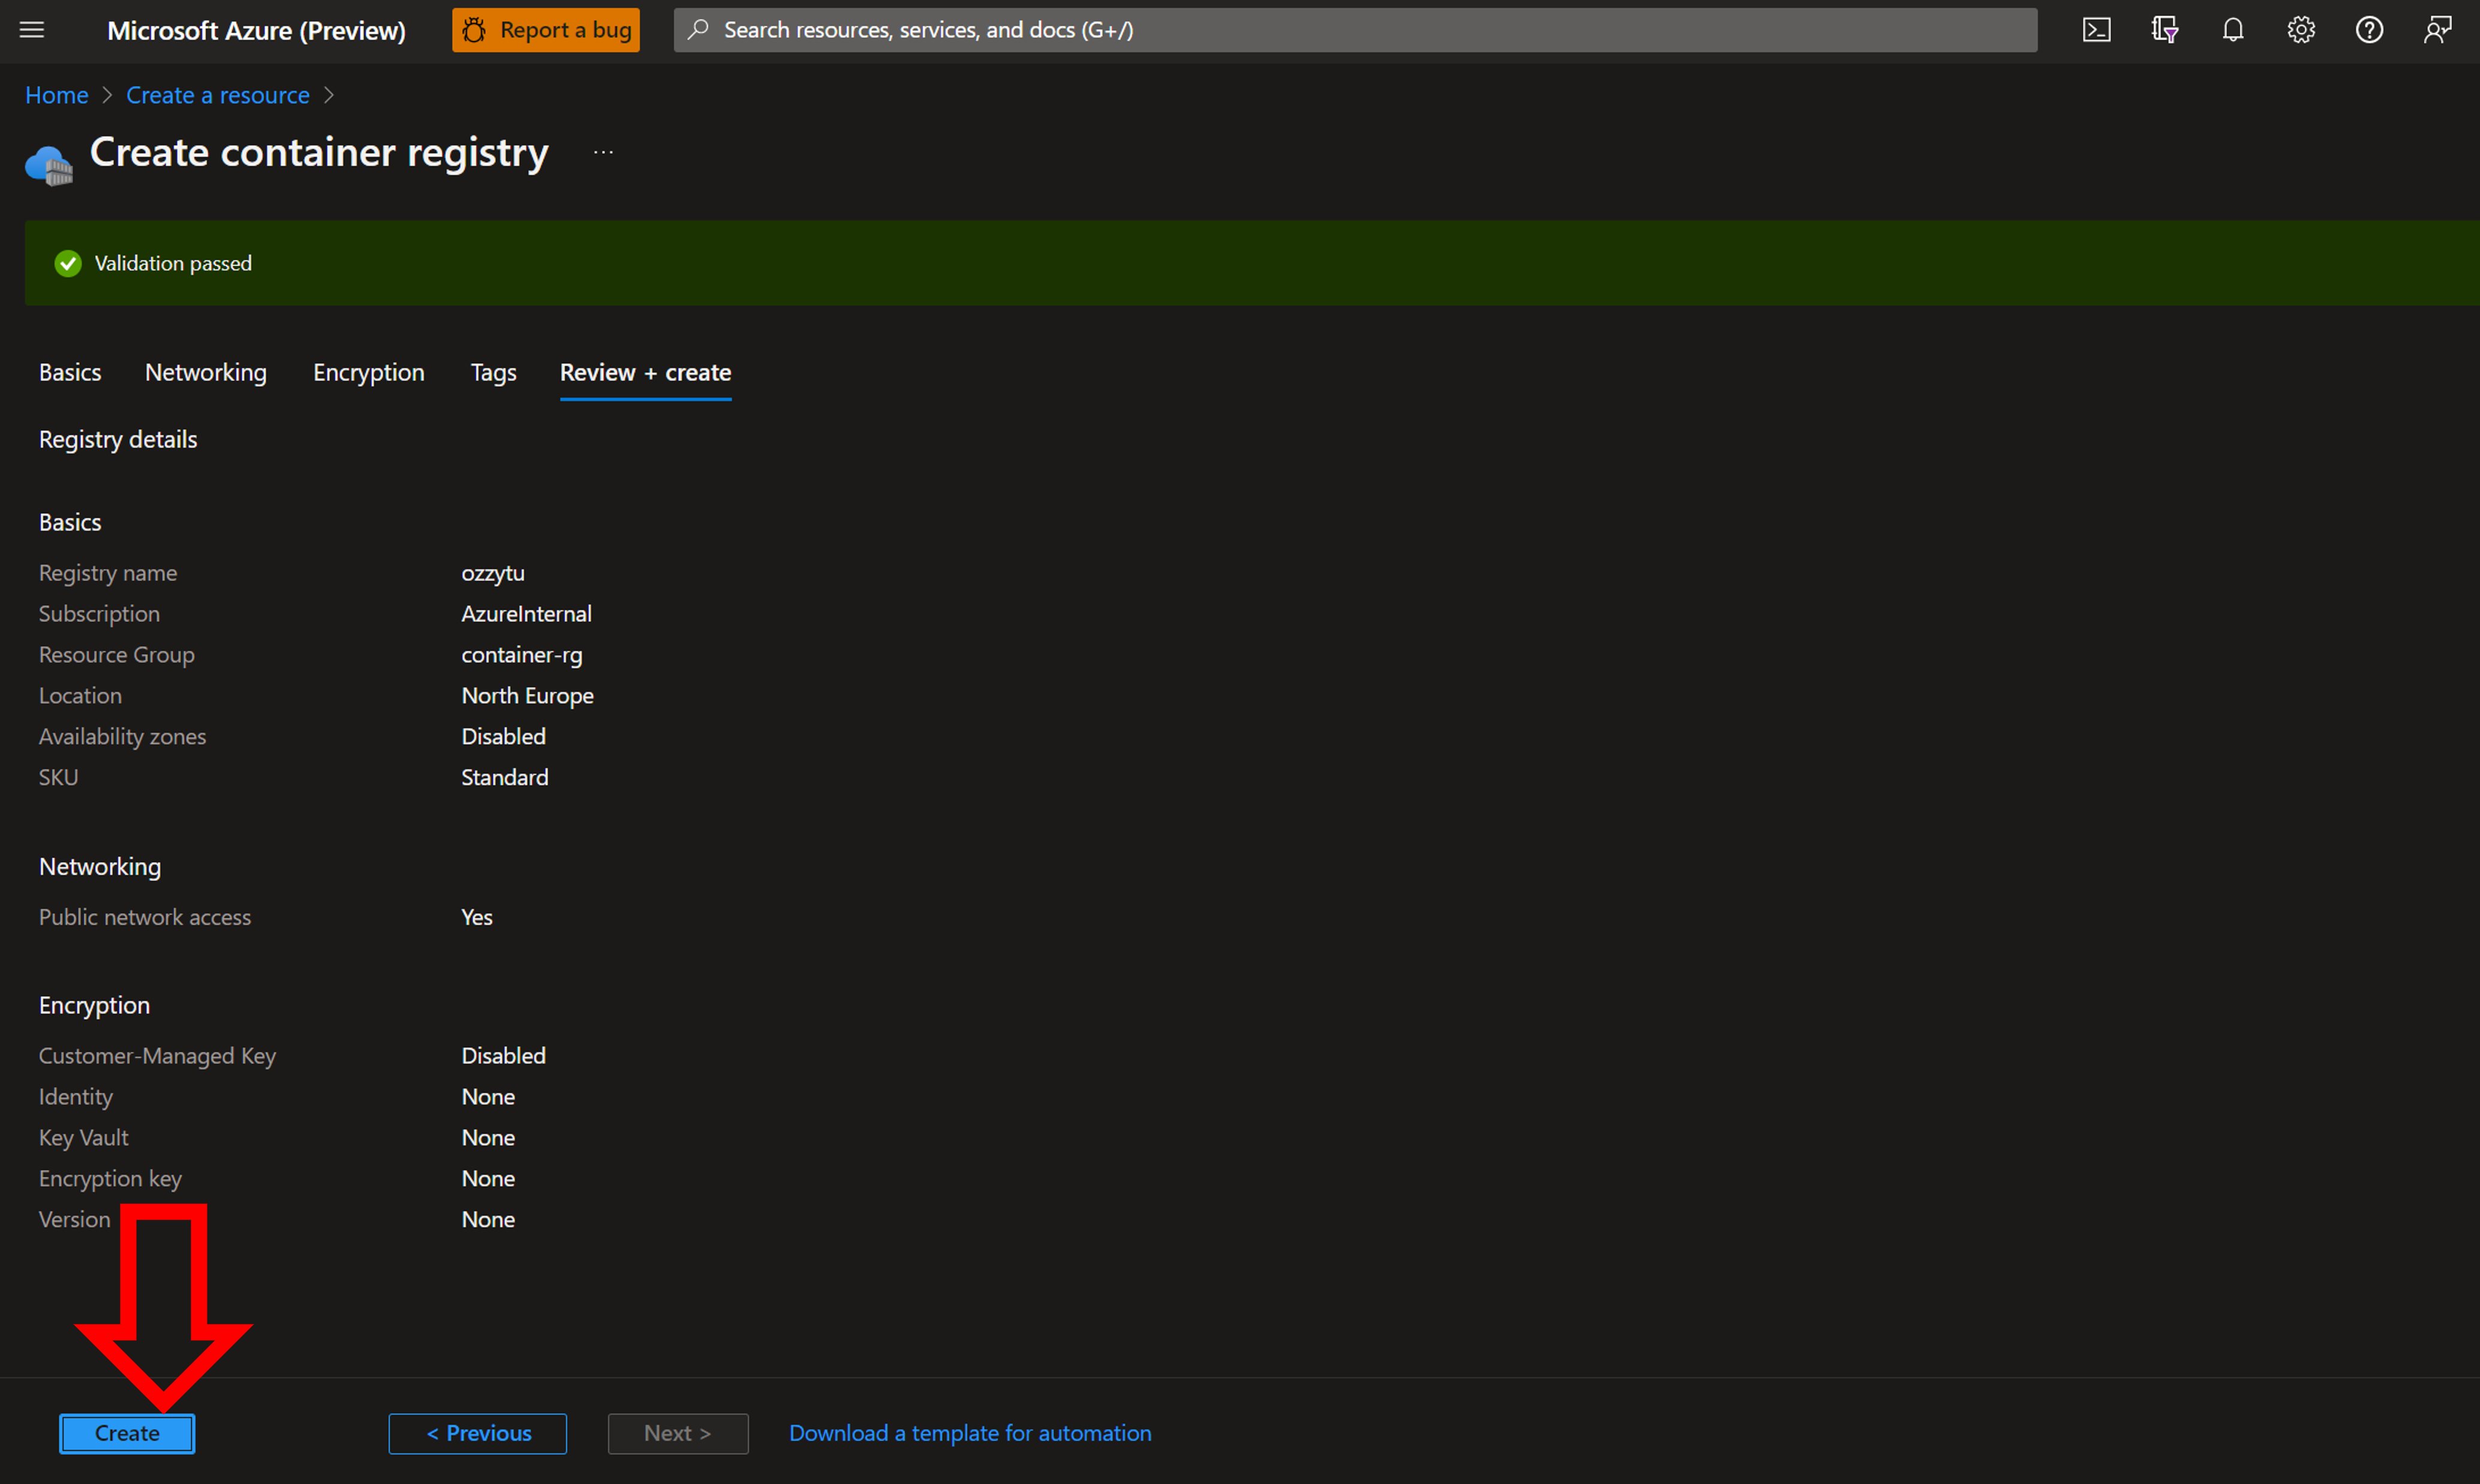 Microsoft Azure (Preview) Report a bug Search resources, services, and docs (G+/)
Home > Create a resource >
Create container registry ...
Validation passed
Basics Networking Encryption Tags Review + create
Registry details
Basics
Registry name ozzytu
Subscription AzureInternal
Resource Group container-rg
Location North Europe
Availability zones Disabled
SKU Standard
Networking
Public network access Yes
Encryption
Customer-Managed Key Disabled
Identity None
Key Vault None
Encryption key None
Version None
Create < Previous Next > Download a template for automation